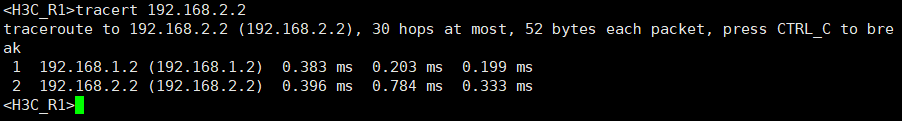 <H3C_R1>tracert 192.168.2.2
traceroute to 192.168.2.2 (192.168.2.2), 30 hops at most, 52 bytes each packet, press CTRL_C to bre
ak
 1  192.168.1.2 (192.168.1.2)  0.383 ms  0.203 ms  0.199 ms
 2  192.168.2.2 (192.168.2.2)  0.396 ms  0.784 ms  0.333 ms
<H3C_R1>